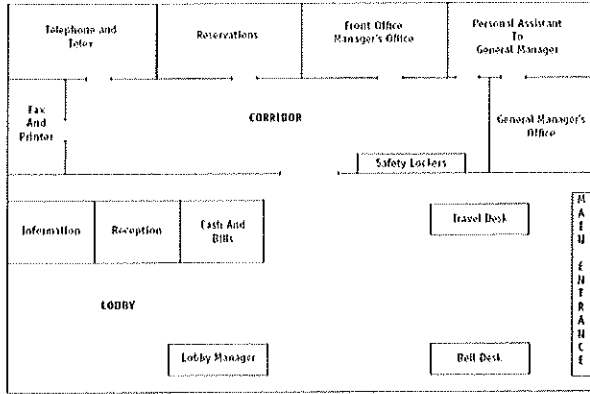 Telephone and
Telex
Reservations
Front Office
Manager's Office
Personal Assistant
To
General Manager
Fax
And
Printer
CORRIDOR
General Manager's
Office
Safety Lockers
Information
Reception
Cash And
Bills
Travel Desk
MAIN ENTRANCE
LOBBY
Lobby Manager
Bell Desk